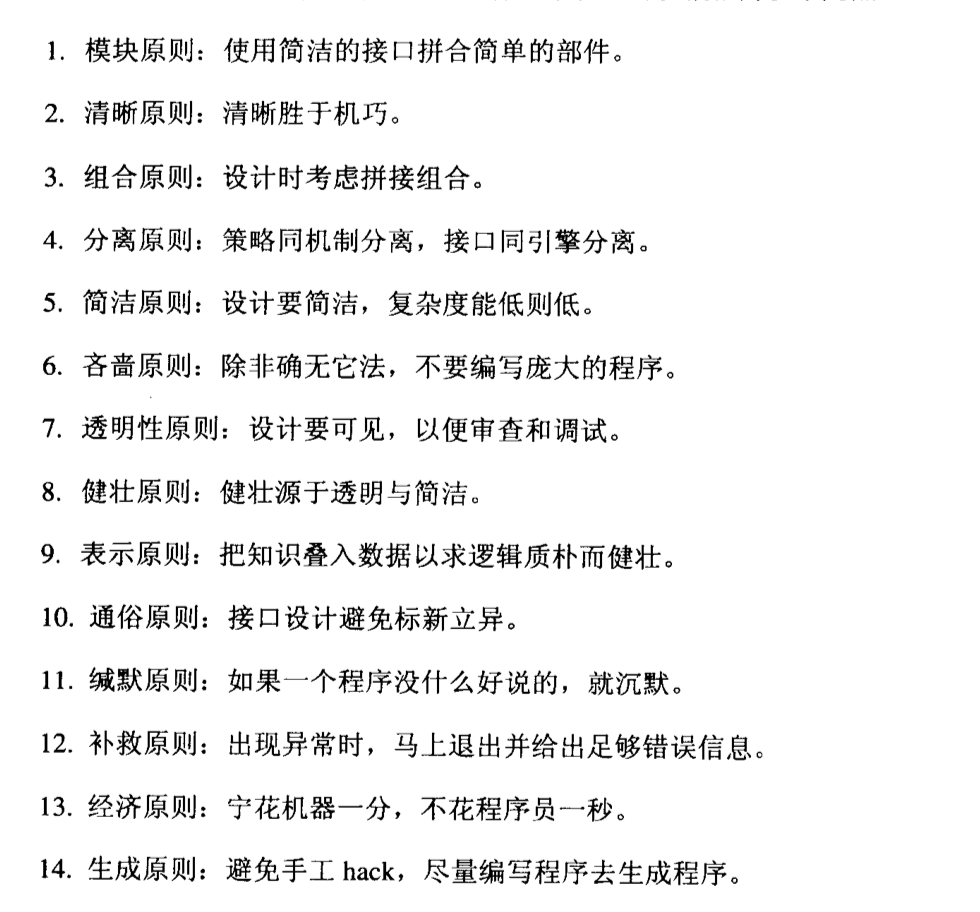 1. 模块原则：使用简洁的接口拼合简单的部件。
2. 清晰原则：清晰胜于机巧。
3. 组合原则：设计时考虑拼接组合。
4. 分离原则：策略同机制分离，接口同引擎分离。
5. 简洁原则：设计要简洁，复杂度能低则低。
6. 吝啬原则：除非确无它法，不要编写庞大的程序。
7. 透明性原则：设计要可见，以便审查和调试。
8. 健壮原则：健壮源于透明与简洁。
9. 表示原则：把知识叠入数据以求逻辑质朴而健壮。
10. 通俗原则：接口设计避免标新立异。
11. 缄默原则：如果一个程序没什么好说的，就沉默。
12. 补救原则：出现异常时，马上退出并给出足够错误信息。
13. 经济原则：宁花机器一分，不花程序员一秒。
14. 生成原则：避免手工 hack，尽量编写程序去生成程序。